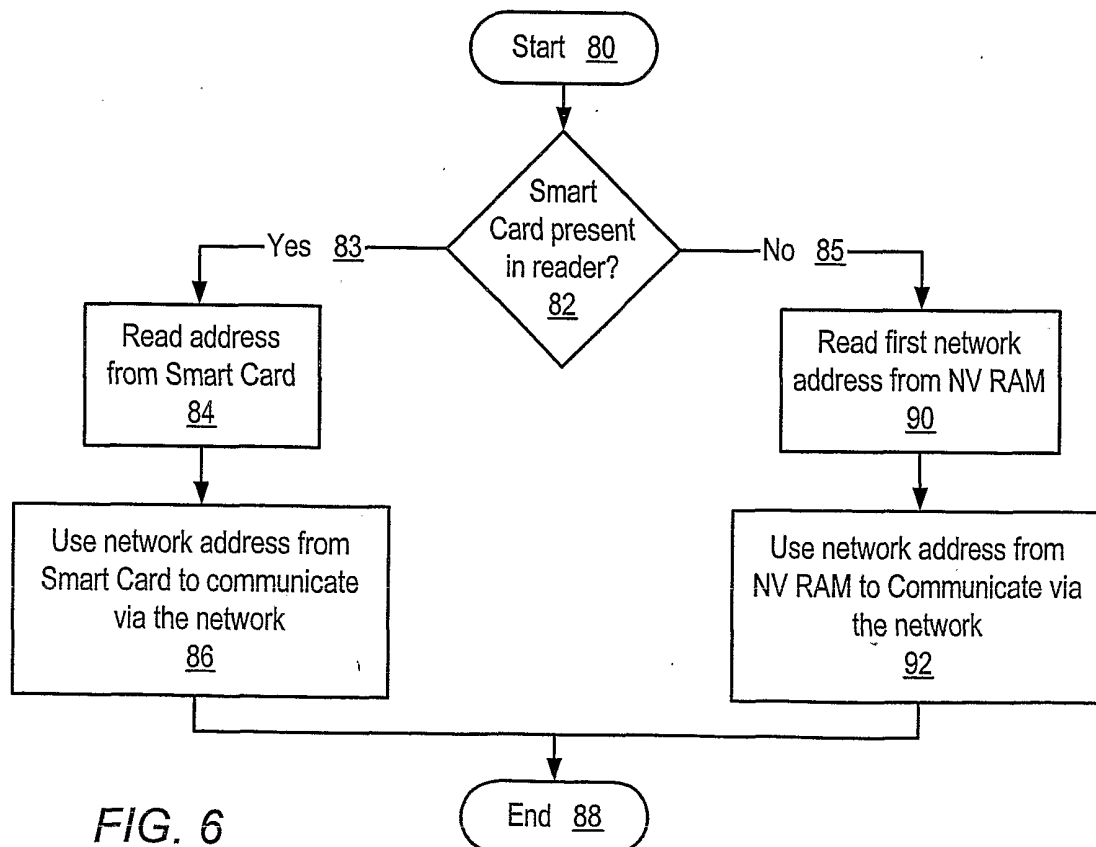 Start 80
Smart
Card present
in reader?
82
Yes 83
No 85
Read address
from Smart Card
84
Read first network
address from NV RAM
90
Use network address from
Smart Card to communicate
via the network
86
Use network address from
NV RAM to Communicate via
the network
92
End 88
FIG. 6